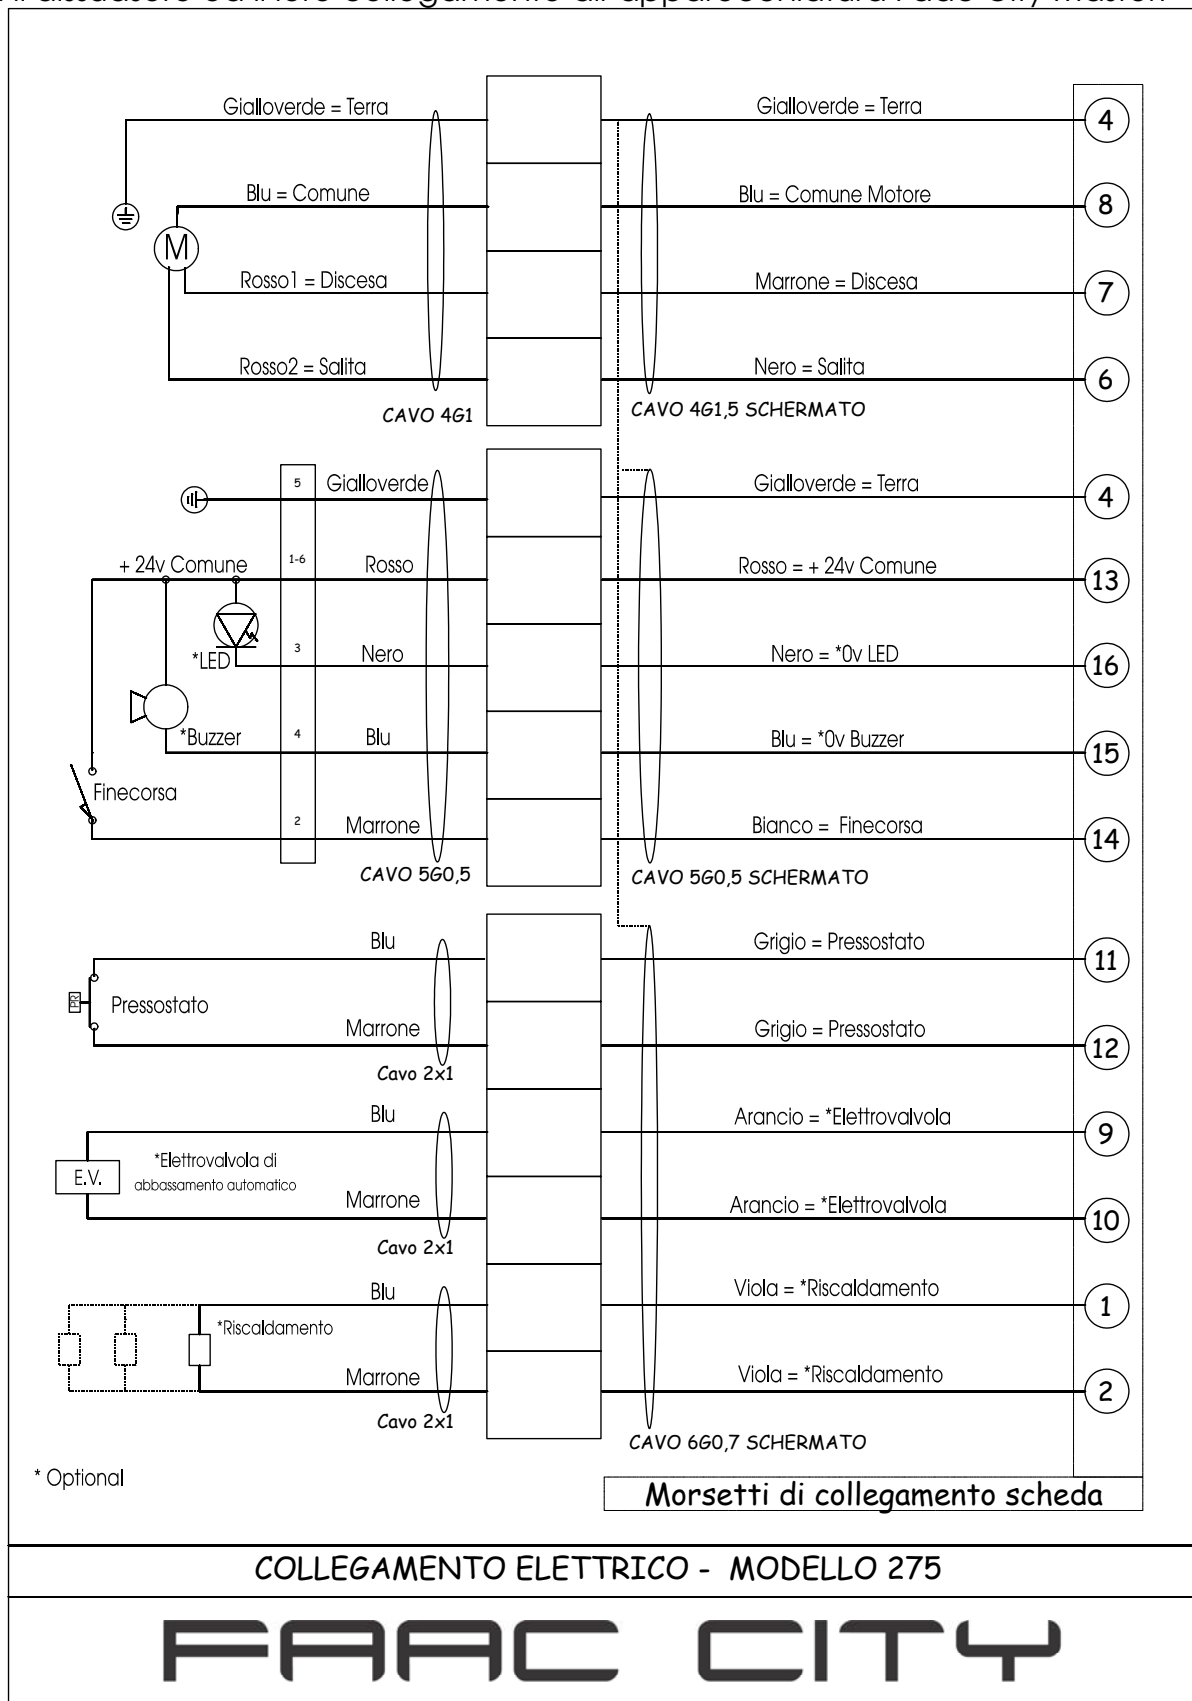 Gialloverde = Terra Gialloverde = Terra 4
Blu = Comune Blu = Comune Motore 8
M
Rosso1 = Discesa Marrone = Discesa 7
Rosso2 = Salita Nero = Salita 6
CAVO 4G1 CAVO 4G1,5 SCHERMATO
5 Gialloverde Gialloverde = Terra 4
+ 24v Comune 1-6 Rosso Rosso = + 24v Comune 13
*LED 3 Nero Nero = *0v LED 16
*Buzzer 4 Blu Blu = *0v Buzzer 15
Finecorsa
2 Marrone Bianco = Finecorsa 14
CAVO 5G0,5 CAVO 5G0,5 SCHERMATO
Blu Grigio = Pressostato 11
PR Pressostato
Marrone Grigio = Pressostato 12
Cavo 2x1
Blu Arancio = *Elettrovalvola 9
E.V. *Elettrovalvola di
abbassamento automatico
Marrone Arancio = *Elettrovalvola 10
Cavo 2x1
Blu Viola = *Riscaldamento 1
*Riscaldamento
Marrone Viola = *Riscaldamento 2
Cavo 2x1
CAVO 6G0,7 SCHERMATO
* Optional
Morsetti di collegamento scheda
COLLEGAMENTO ELETTRICO - MODELLO 275
FAAC CITY